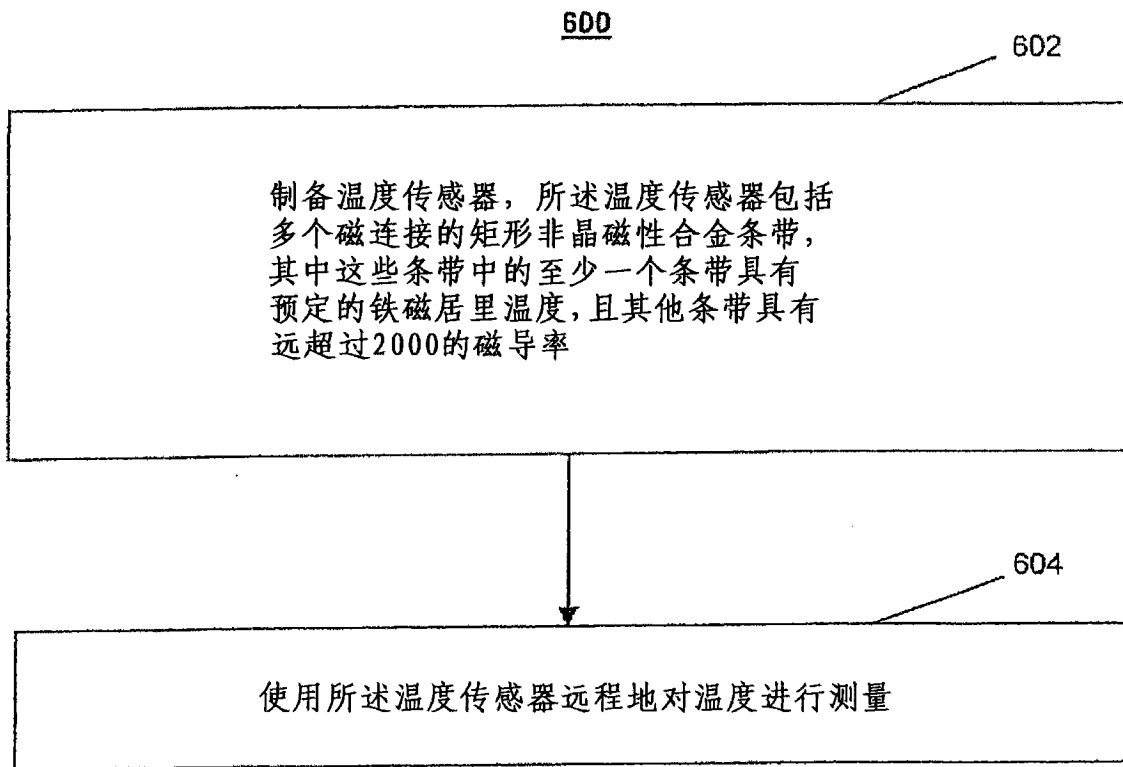 600
602
制备温度传感器，所述温度传感器包括
多个磁连接的矩形非晶磁性合金条带，
其中这些条带中的至少一个条带具有
预定的铁磁居里温度，且其他条带具有
远超过2000的磁导率
604
使用所述温度传感器远程地对温度进行测量